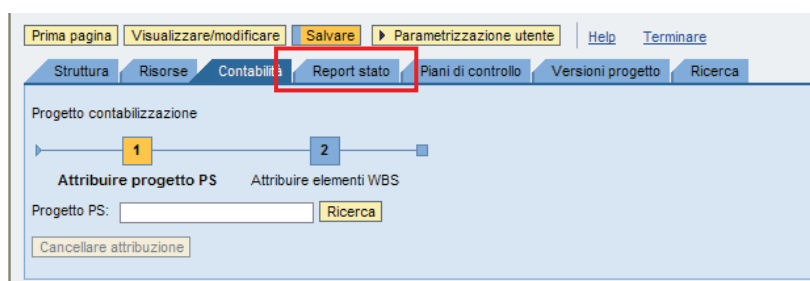 Prima pagina Visualizzare/modificare Salvare Parametrizzazione utente Help Terminare
Struttura Risorse Contabilità Report stato Piani di controllo Versioni progetto Ricerca
Progetto contabilizzazione
1 2
Attribuire progetto PS Attribuire elementi WBS
Progetto PS: Ricerca
Cancellare attribuzione